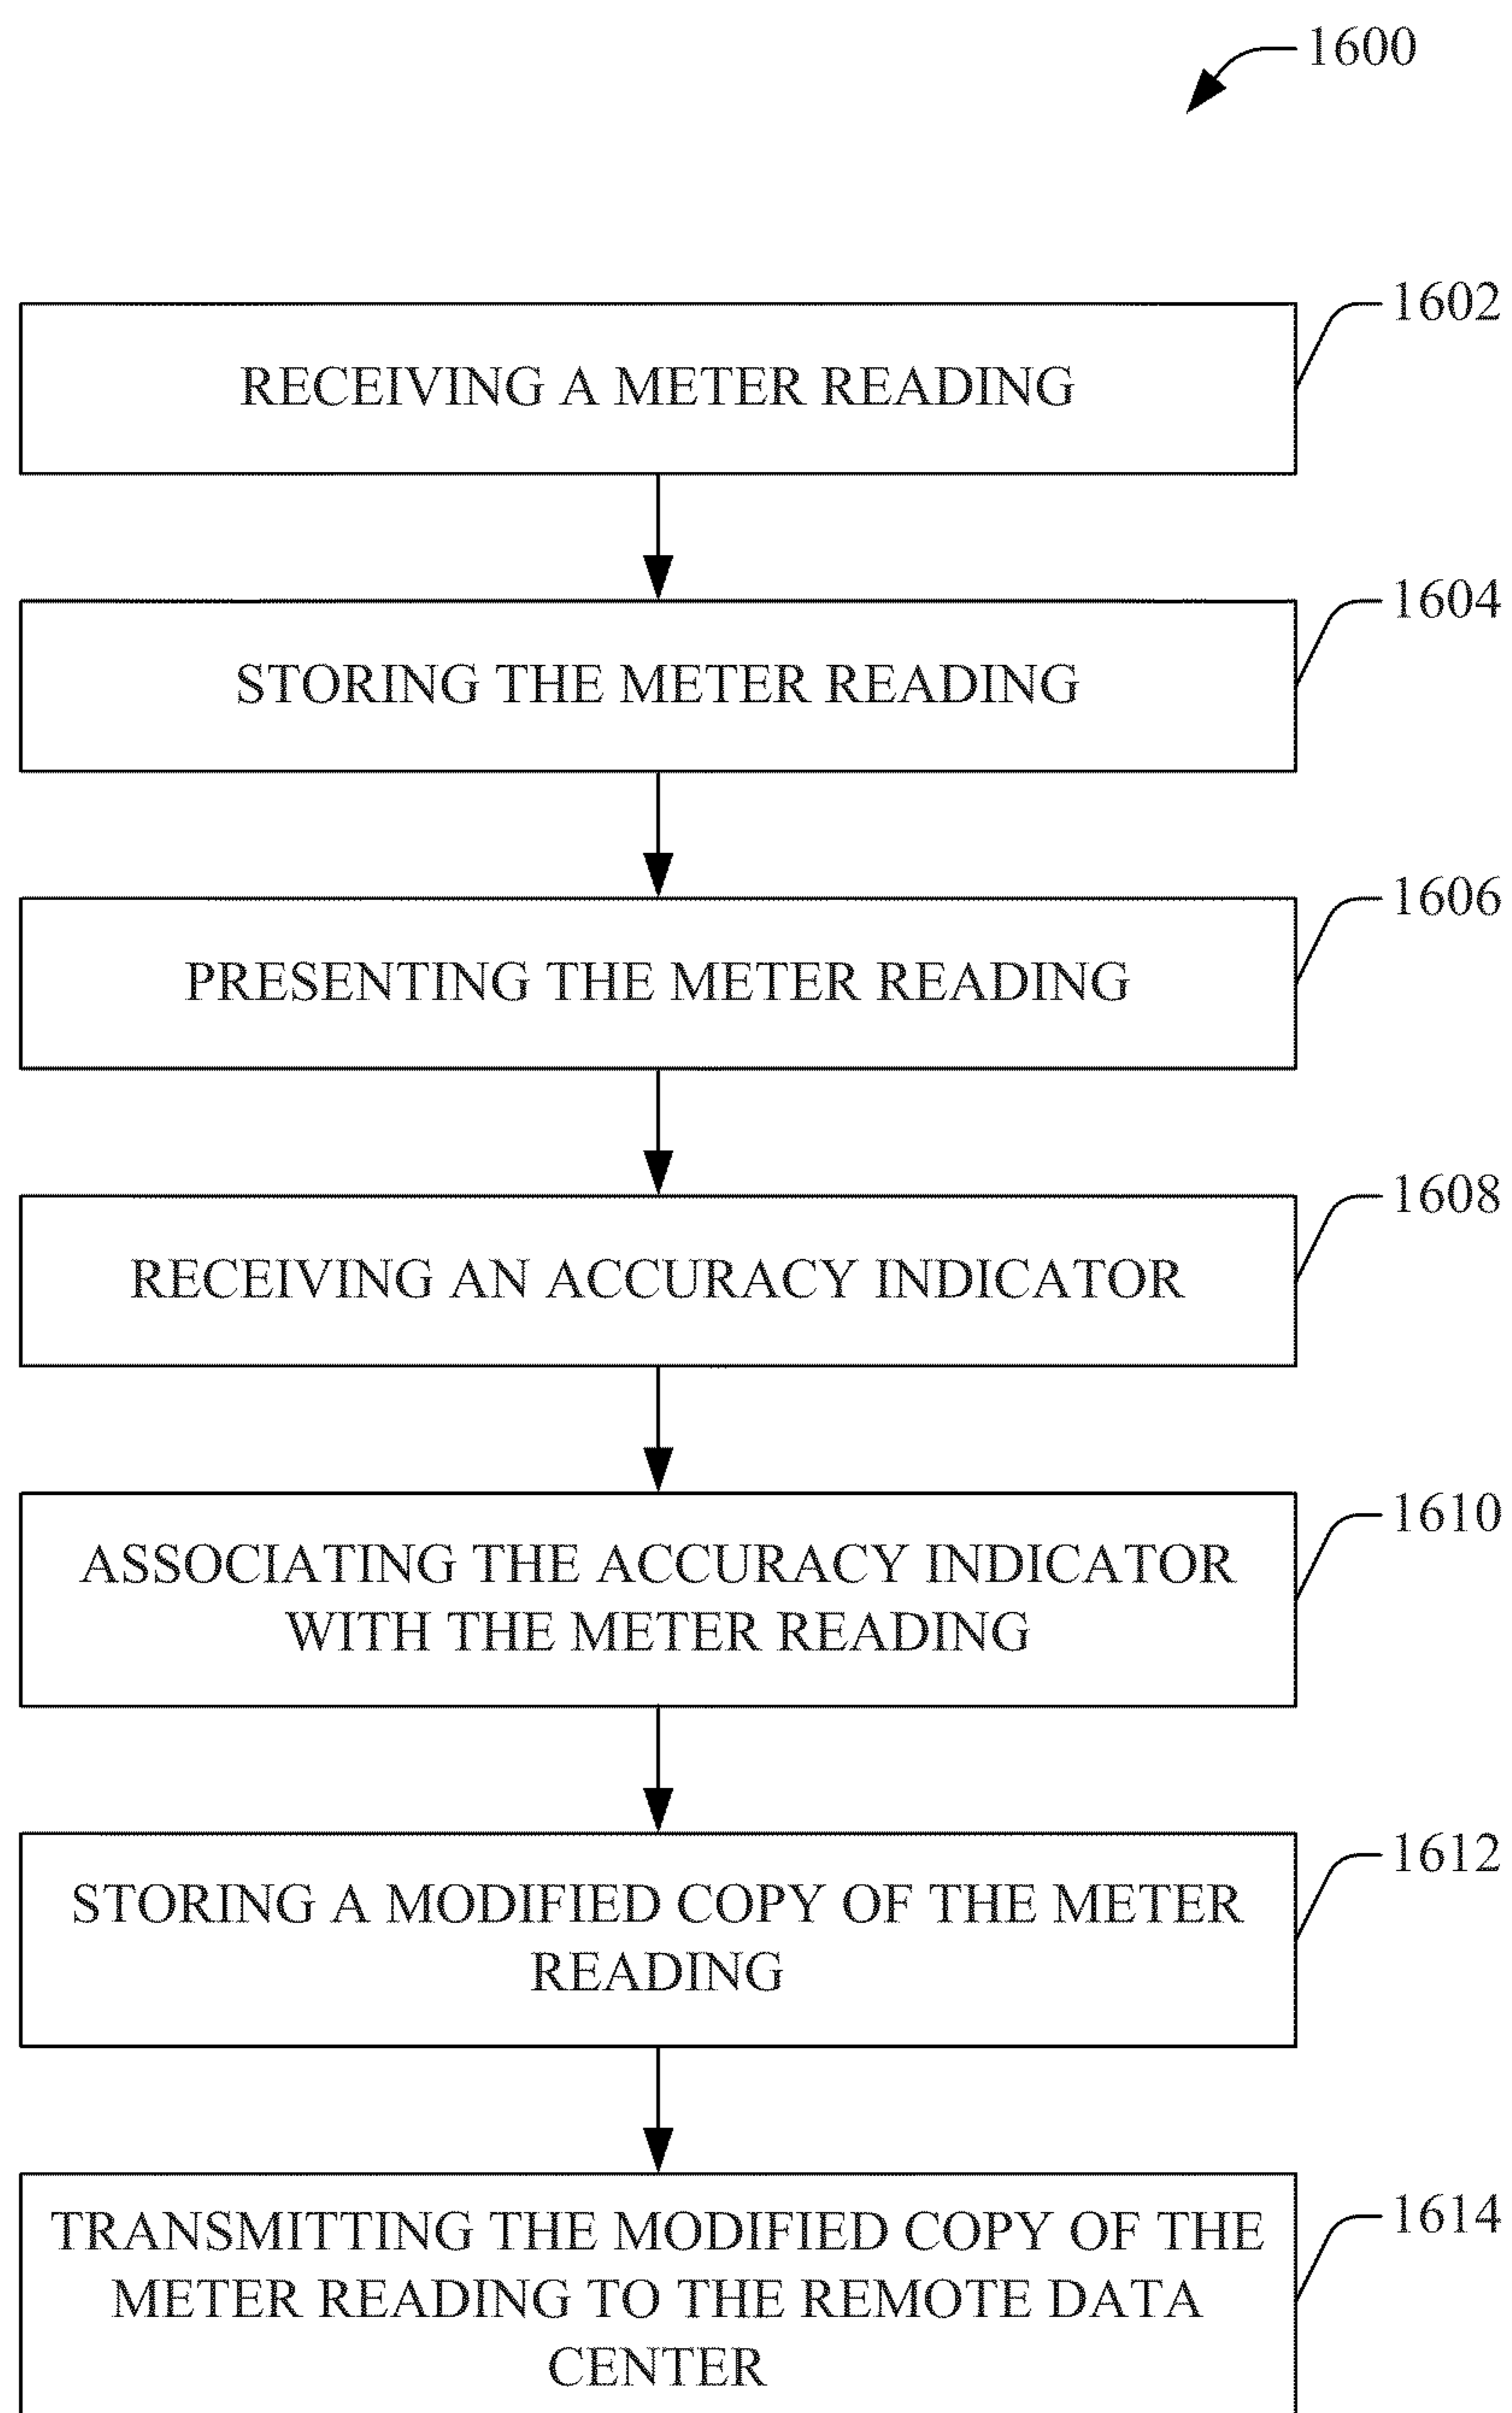 1600
1602
RECEIVING A METER READING
1604
STORING THE METER READING
1606
PRESENTING THE METER READING
1608
RECEIVING AN ACCURACY INDICATOR
1610
ASSOCIATING THE ACCURACY INDICATOR
WITH THE METER READING
1612
STORING A MODIFIED COPY OF THE METER
READING
1614
TRANSMITTING THE MODIFIED COPY OF THE
METER READING TO THE REMOTE DATA
CENTER